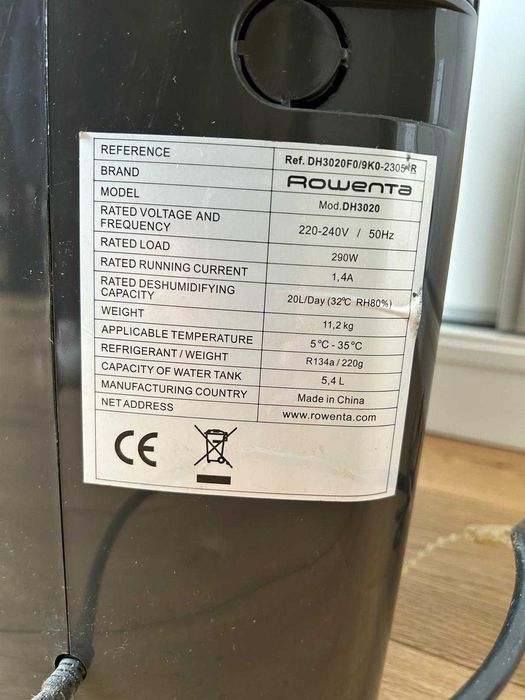 REFERENCE Ref. DH3020F0/9K0-2305-R
BRAND Rowenta
MODEL Mod.DH3020
RATED VOLTAGE AND
FREQUENCY 220-240V / 50Hz
RATED LOAD 290W
RATED RUNNING CURRENT 1,4A
RATED DESHUMIDIFYING
CAPACITY 20L/Day (32℃ RH80%)
WEIGHT 11,2 kg
APPLICABLE TEMPERATURE 5℃ - 35℃
REFRIGERANT / WEIGHT R134a / 220g
CAPACITY OF WATER TANK 5,4 L
MANUFACTURING COUNTRY Made in China
NET ADDRESS www.rowenta.com
CE